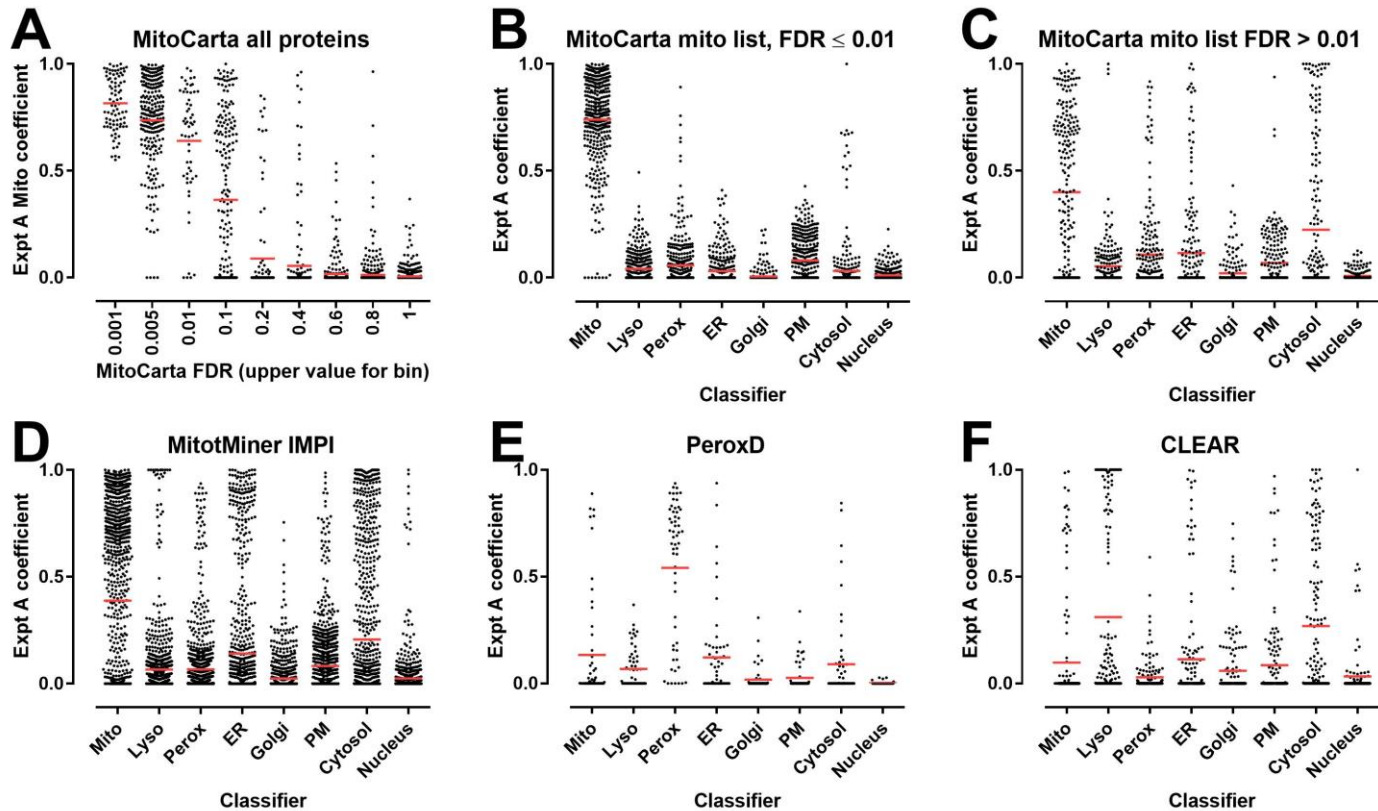 A
MitoCarta all proteins
1.0
0.5
0.0
Expt A Mito coefficient
0.001
0.005
0.01
0.1
0.2
0.4
0.6
0.8
1
MitoCarta FDR (upper value for bin)
B
MitoCarta mito list, FDR ≤ 0.01
1.0
0.5
0.0
Expt A coefficient
Mito
Lyso
Perox
ER
Golgi
PM
Cytosol
Nucleus
Classifier
C
MitoCarta mito list FDR > 0.01
1.0
0.5
0.0
Expt A coefficient
Mito
Lyso
Perox
ER
Golgi
PM
Cytosol
Nucleus
Classifier
D
MitotMiner IMPI
1.0
0.5
0.0
Expt A coefficient
Mito
Lyso
Perox
ER
Golgi
PM
Cytosol
Nucleus
Classifier
E
PeroxD
1.0
0.5
0.0
Expt A coefficient
Mito
Lyso
Perox
ER
Golgi
PM
Cytosol
Nucleus
Classifier
F
CLEAR
1.0
0.5
0.0
Expt A coefficient
Mito
Lyso
Perox
ER
Golgi
PM
Cytosol
Nucleus
Classifier